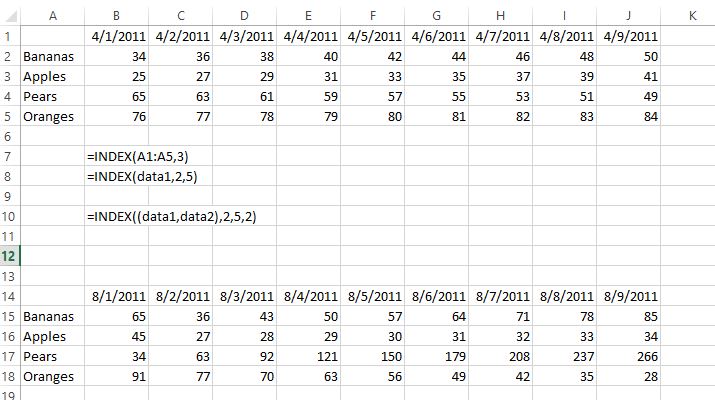 A B C D E F G H I J K
1 4/1/2011 4/2/2011 4/3/2011 4/4/2011 4/5/2011 4/6/2011 4/7/2011 4/8/2011 4/9/2011
2 Bananas 34 36 38 40 42 44 46 48 50
3 Apples 25 27 29 31 33 35 37 39 41
4 Pears 65 63 61 59 57 55 53 51 49
5 Oranges 76 77 78 79 80 81 82 83 84
6
7 =INDEX(A1:A5,3)
8 =INDEX(data1,2,5)
9
10 =INDEX((data1,data2),2,5,2)
11
12
13
14 8/1/2011 8/2/2011 8/3/2011 8/4/2011 8/5/2011 8/6/2011 8/7/2011 8/8/2011 8/9/2011
15 Bananas 65 36 43 50 57 64 71 78 85
16 Apples 45 27 28 29 30 31 32 33 34
17 Pears 34 63 92 121 150 179 208 237 266
18 Oranges 91 77 70 63 56 49 42 35 28
19